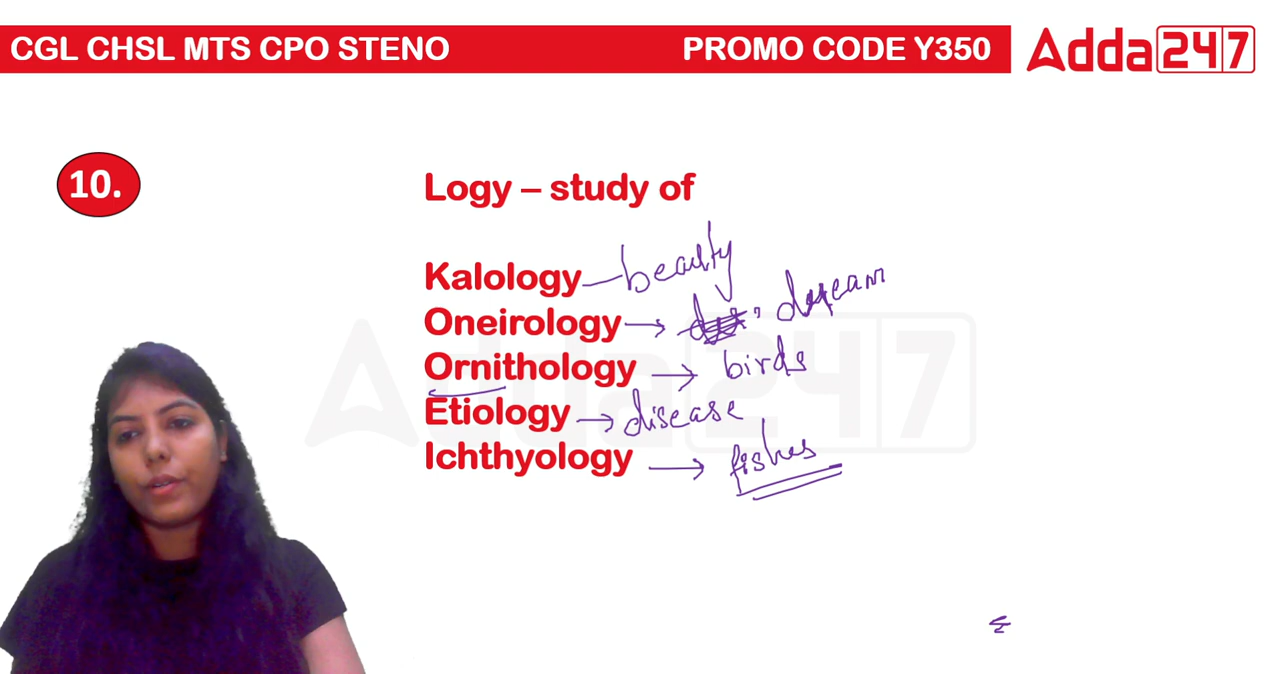 CGL CHSL MTS CPO STENO PROMO CODE Y350 Adda247
10.
Logy – study of
Kalology – beauty
Oneirology → dream
Ornithology → birds
Etiology → disease
Ichthyology → fishes
Adda247